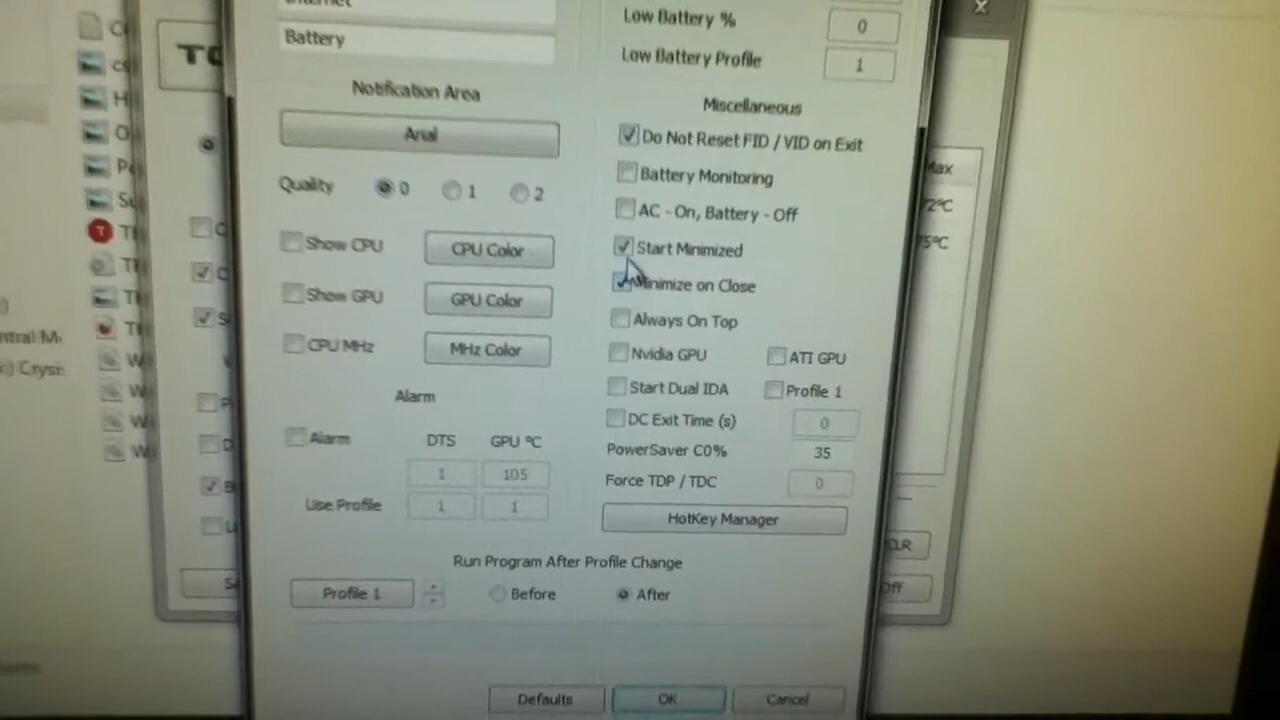 Battery
Notification Area
Arial
Quality 0 1 2
Show CPU CPU Color
Show GPU GPU Color
CPU MHz MHz Color
Alarm
Alarm DTS GPU °C
1 105
Use Profile 1 1
Low Battery % 0
Low Battery Profile 1
Miscellaneous
Do Not Reset FID / VID on Exit
Battery Monitoring
AC - On, Battery - Off
Start Minimized
Minimize on Close
Always On Top
Nvidia GPU ATI GPU
Start Dual IDA Profile 1
DC Exit Time (s) 0
PowerSaver C0% 35
Force TDP / TDC 0
HotKey Manager
Run Program After Profile Change
Profile 1 Before After
Defaults OK Cancel
Max